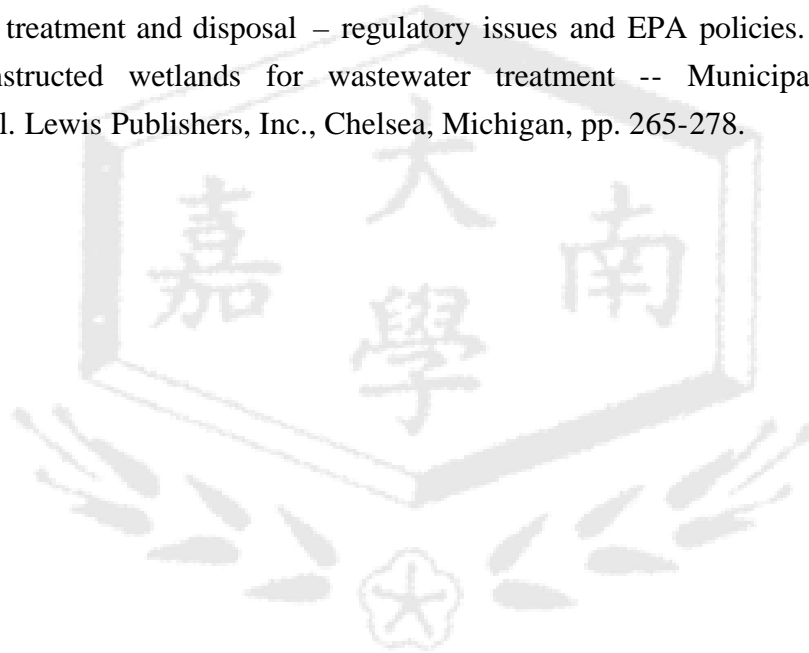 treatment and disposal – regulatory issues and EPA policies.
nstructed wetlands for wastewater treatment -- Municipa
l. Lewis Publishers, Inc., Chelsea, Michigan, pp. 265-278.
大
嘉 南
學